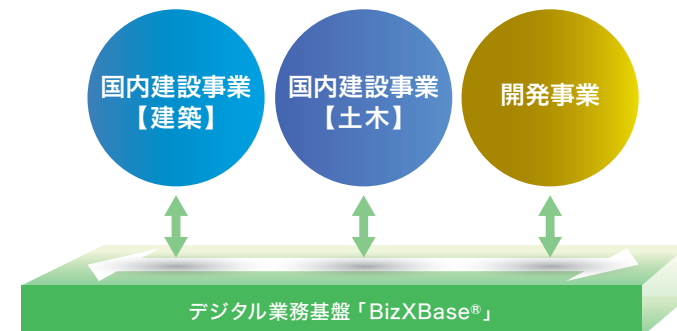 国内建設事業
【建築】
国内建設事業
【土木】
開発事業
デジタル業務基盤「BizXBase®」